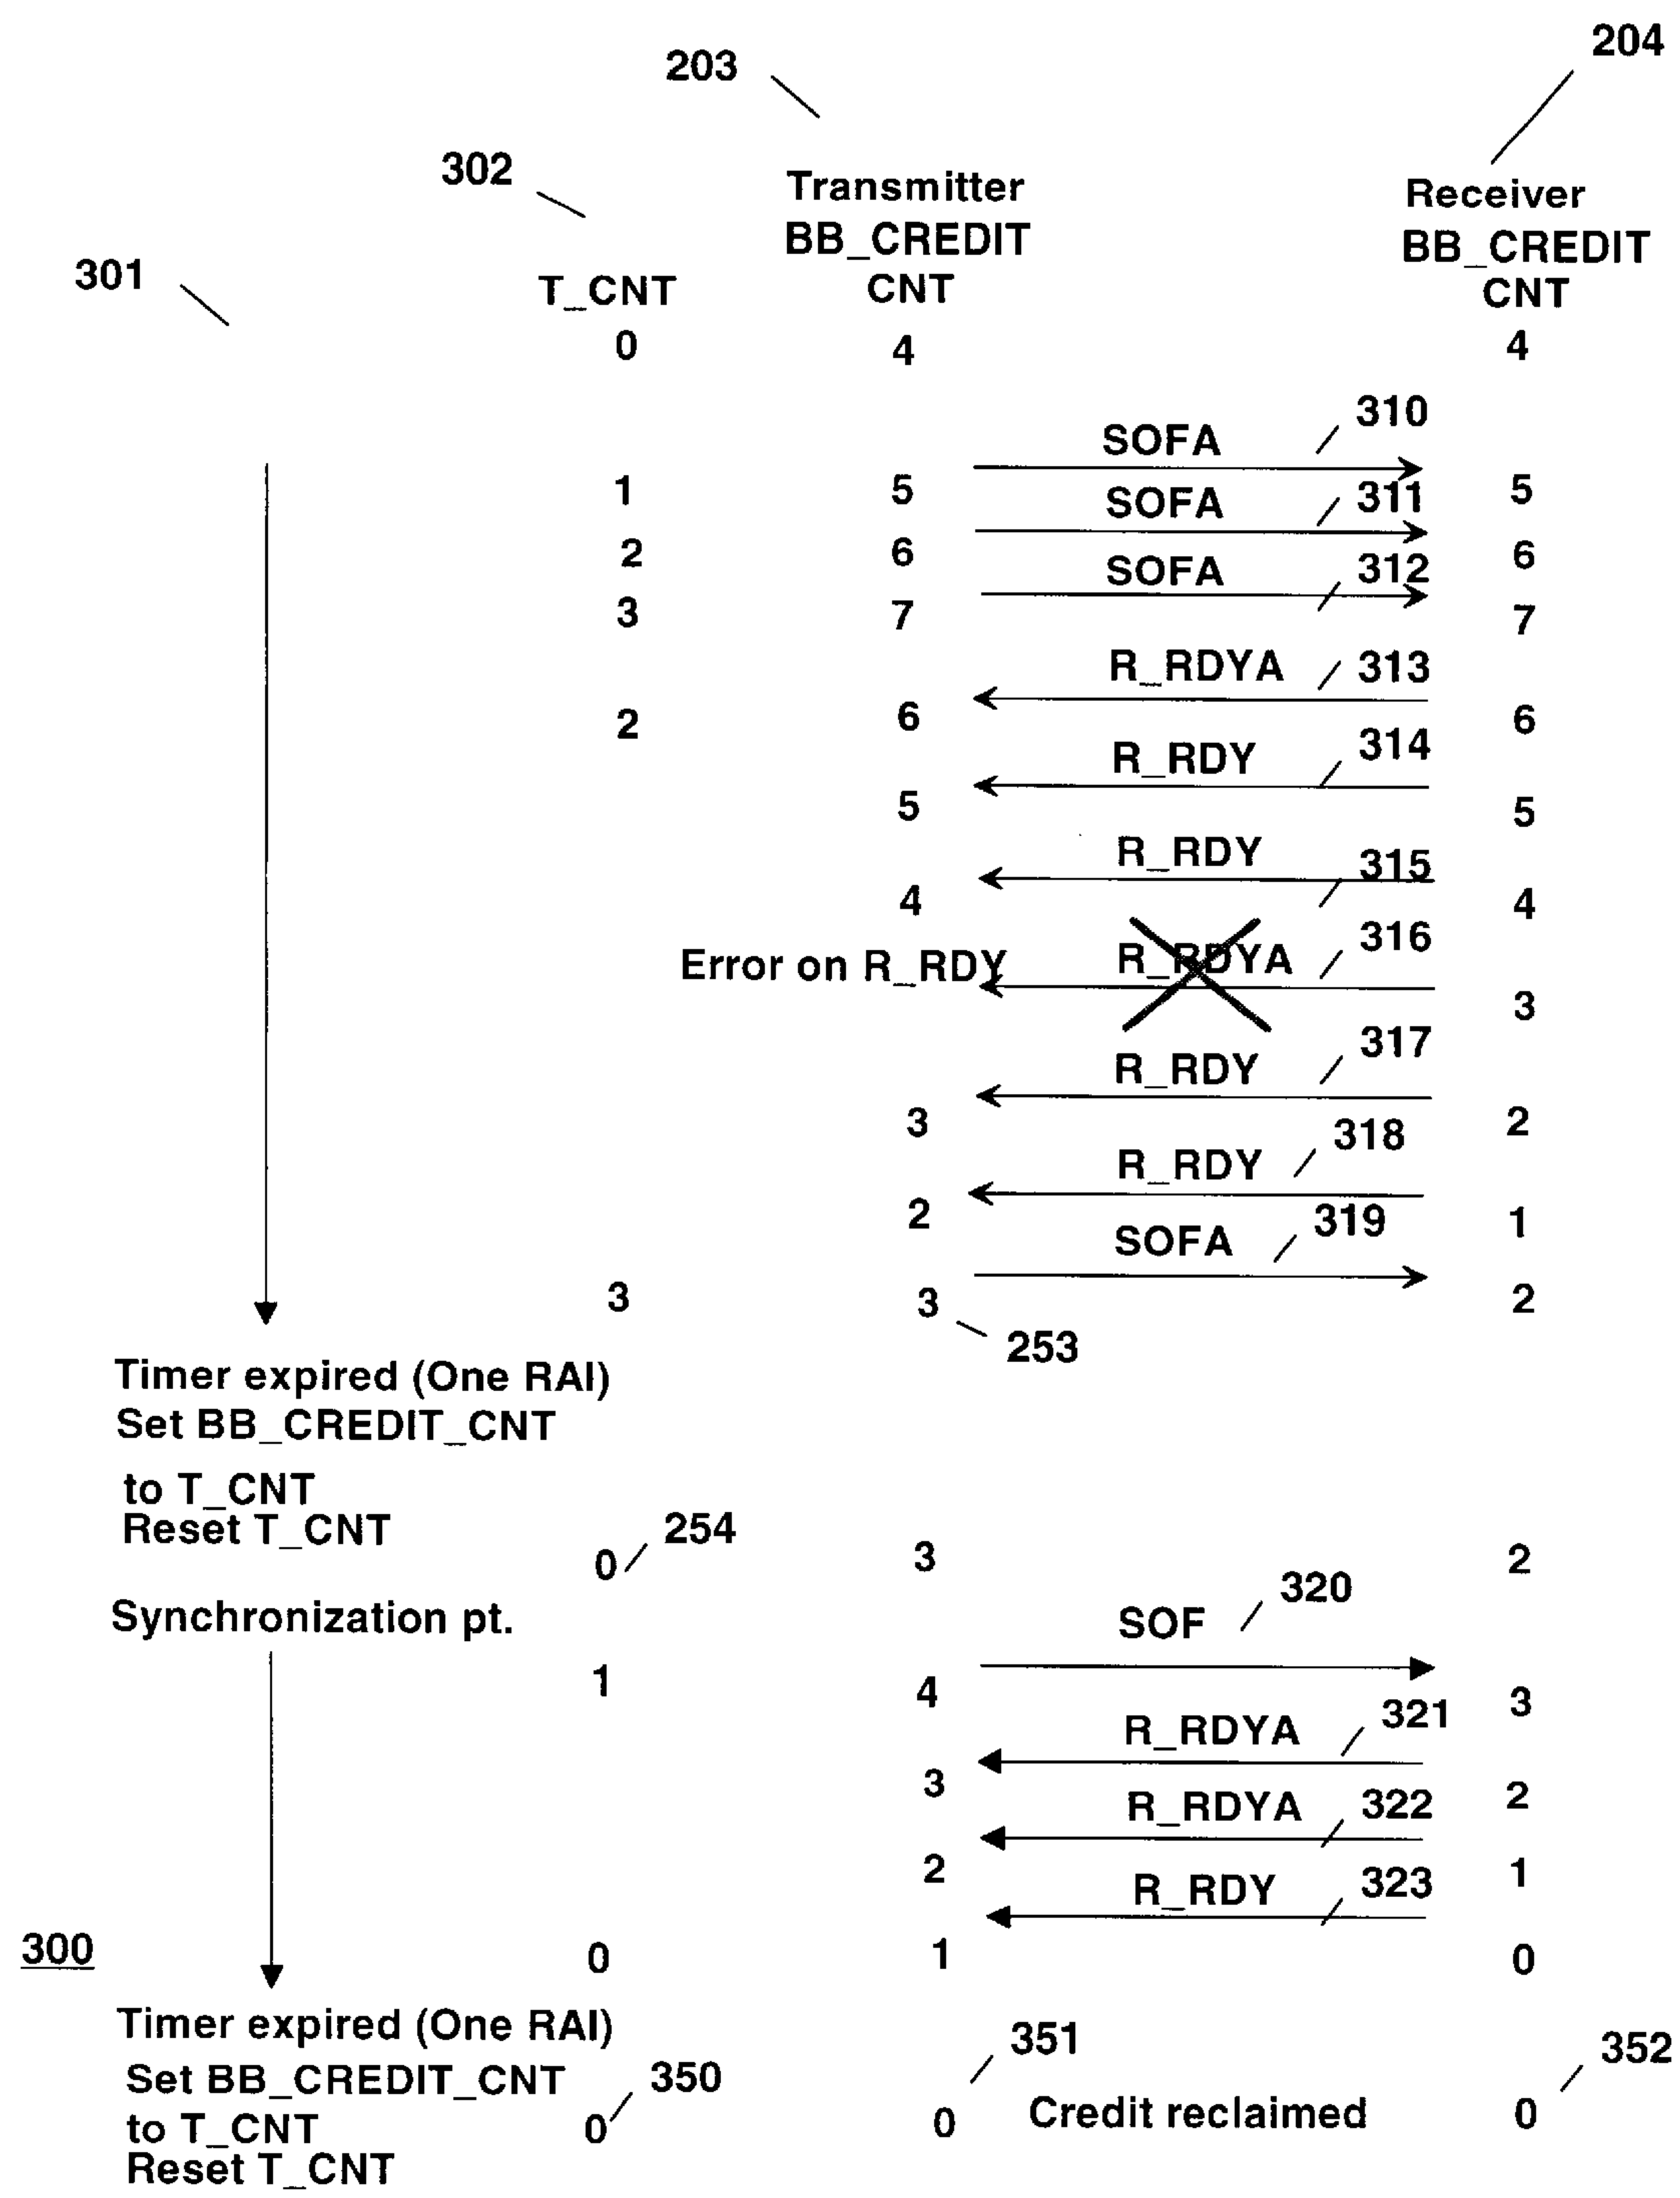 204
203
302
Transmitter
Receiver
BB_CREDIT
BB_CREDIT
301
T_CNT
CNT
CNT
0
4
4
SOFA
310
1
5
SOFA
311
5
2
6
SOFA
312
6
3
7
7
R_RDYA
313
2
6
6
R_RDY
314
5
5
R_RDY
315
4
4
Error on R_RDY
R_RDYA
316
3
R_RDY
317
3
2
R_RDY
318
2
1
SOFA
319
3
3
2
253
Timer expired (One RAI)
Set BB_CREDIT_CNT
to T_CNT
Reset T_CNT
254
0
3
2
Synchronization pt.
SOF
320
1
4
3
R_RDYA
321
3
2
R_RDYA
322
2
1
R_RDY
323
300
0
1
0
Timer expired (One RAI)
351
352
Set BB_CREDIT_CNT
350
to T_CNT
0
0
Credit reclaimed
0
Reset T_CNT